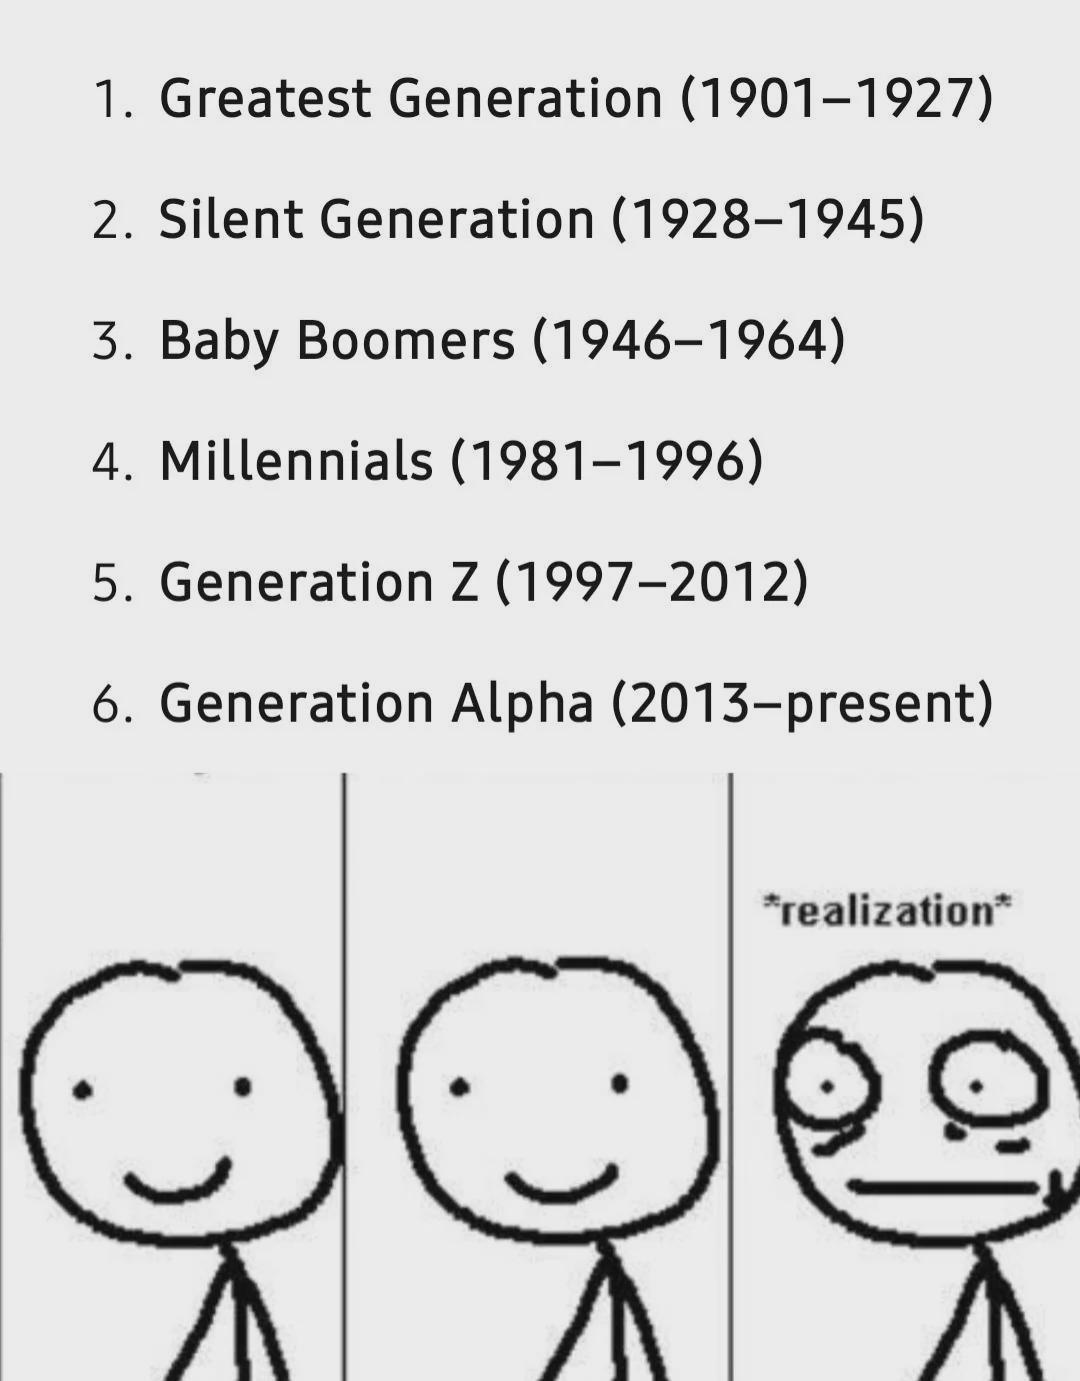 1. Greatest Generation (1901–1927)
2. Silent Generation (1928–1945)
3. Baby Boomers (1946–1964)
4. Millennials (1981–1996)
5. Generation Z (1997–2012)
6. Generation Alpha (2013–present)
*realization*